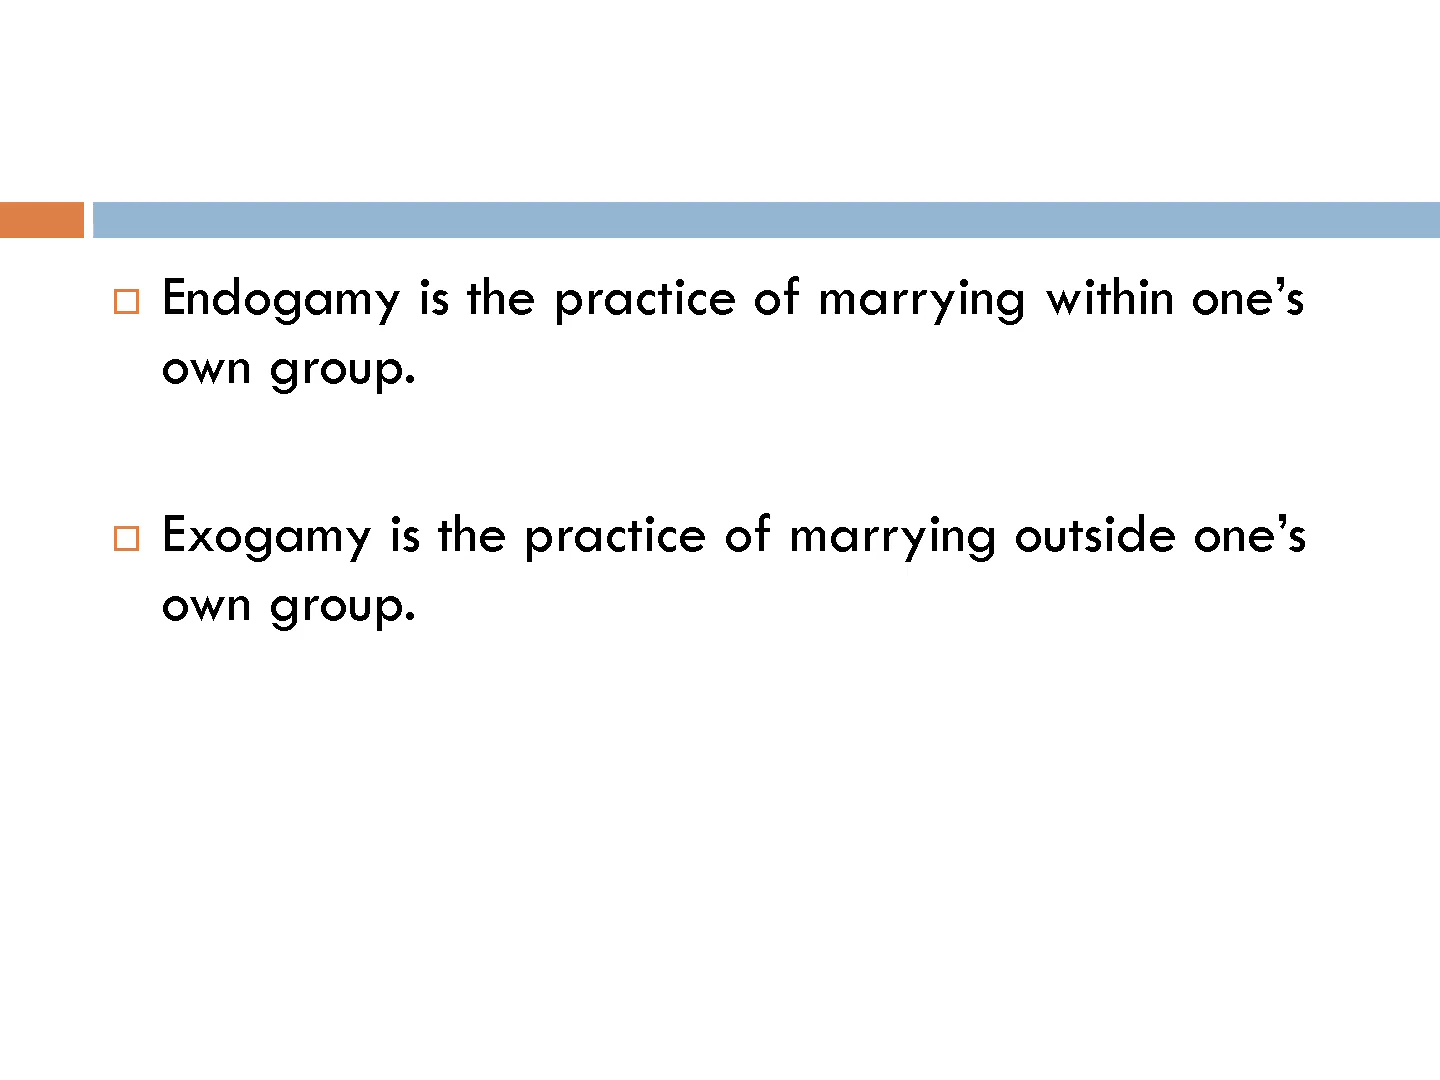 Endogamy is the practice of marrying within one’s
own group.
Exogamy is the practice of marrying outside one’s
own group.